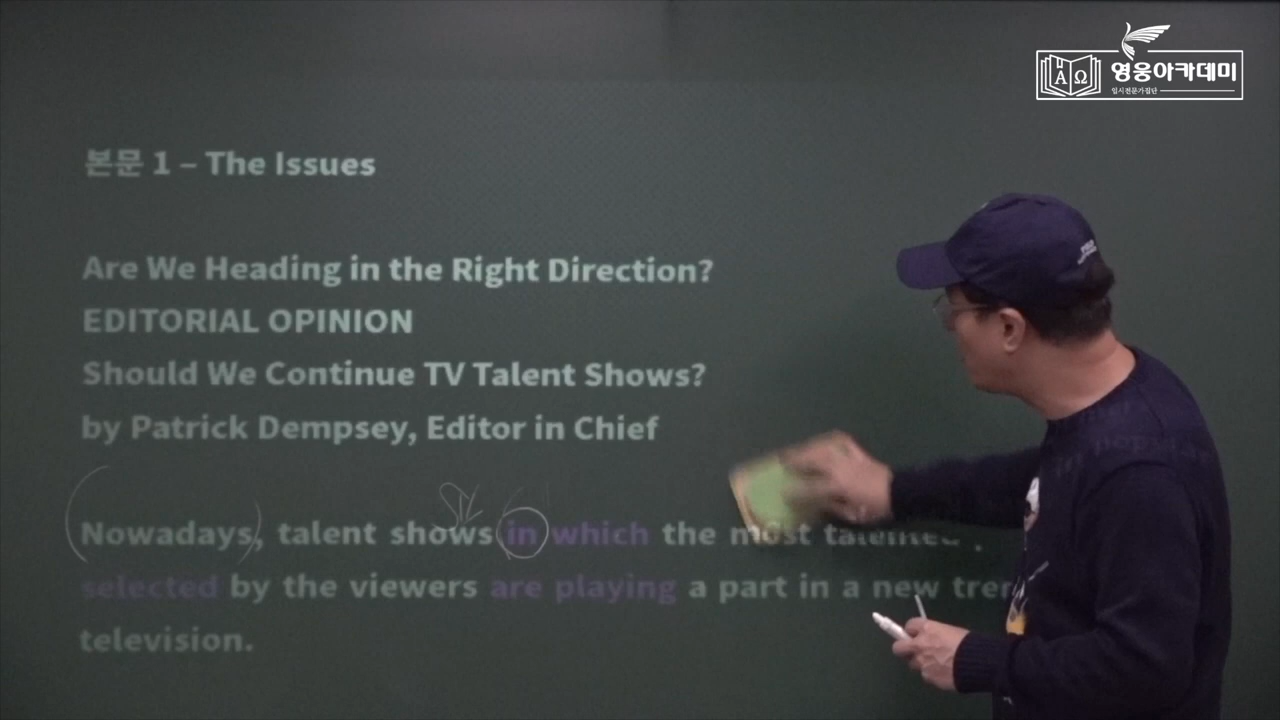 영웅아카데미
입시전문가집단
본문 1 – The Issues
Are We Heading in the Right Direction?
EDITORIAL OPINION
Should We Continue TV Talent Shows?
by Patrick Dempsey, Editor in Chief
Nowadays, talent shows in which the most talented
selected by the viewers are playing a part in a new
television.